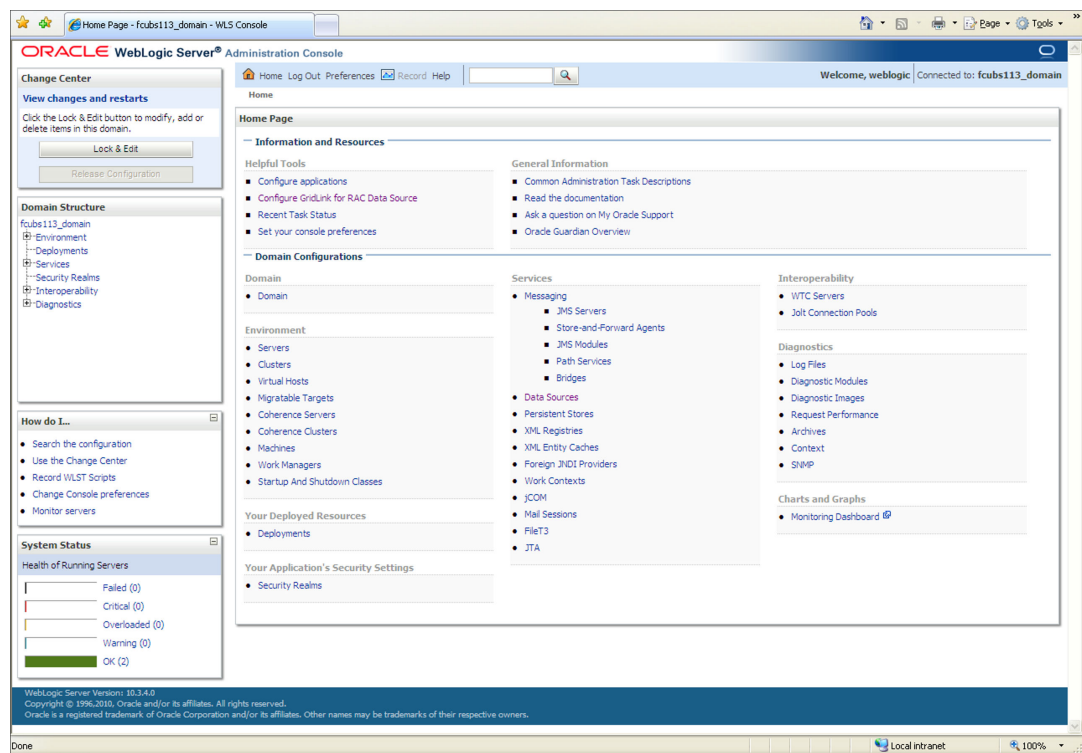 Home Page - fcubs113_domain - WLS Console
Page
Tools
»
ORACLE WebLogic Server® Administration Console
Change Center
View changes and restarts
Click the Lock & Edit button to modify, add or
delete items in this domain.
Lock & Edit
Release Configuration
Domain Structure
fcubs113_domain
Environment
Deployments
Services
Security Realms
Interoperability
Diagnostics
How do I...
Search the configuration
Use the Change Center
Record WLST Scripts
Change Console preferences
Monitor servers
System Status
Health of Running Servers
Failed (0)
Critical (0)
Overloaded (0)
Warning (0)
OK (2)
Home Log Out Preferences Record Help
Welcome, weblogic Connected to: fcubs113_domain
Home
Home Page
Information and Resources
Helpful Tools
Configure applications
Configure GridLink for RAC Data Source
Recent Task Status
Set your console preferences
General Information
Common Administration Task Descriptions
Read the documentation
Ask a question on My Oracle Support
Oracle Guardian Overview
Domain Configurations
Domain
Domain
Environment
Servers
Clusters
Virtual Hosts
Migratable Targets
Coherence Servers
Coherence Clusters
Machines
Work Managers
Startup And Shutdown Classes
Your Deployed Resources
Deployments
Your Application's Security Settings
Security Realms
Services
Messaging
JMS Servers
Store-and-Forward Agents
JMS Modules
Path Services
Bridges
Data Sources
Persistent Stores
XML Registries
XML Entity Caches
Foreign JNDI Providers
Work Contexts
jCOM
Mail Sessions
FileT3
JTA
Interoperability
WTC Servers
Jolt Connection Pools
Diagnostics
Log Files
Diagnostic Modules
Diagnostic Images
Request Performance
Archives
Context
SNMP
Charts and Graphs
Monitoring Dashboard
WebLogic Server Version: 10.3.4.0
Copyright © 1996,2010, Oracle and/or its affiliates. All rights reserved.
Oracle is a registered trademark of Oracle Corporation and/or its affiliates. Other names may be trademarks of their respective owners.
Done
Local intranet
100%